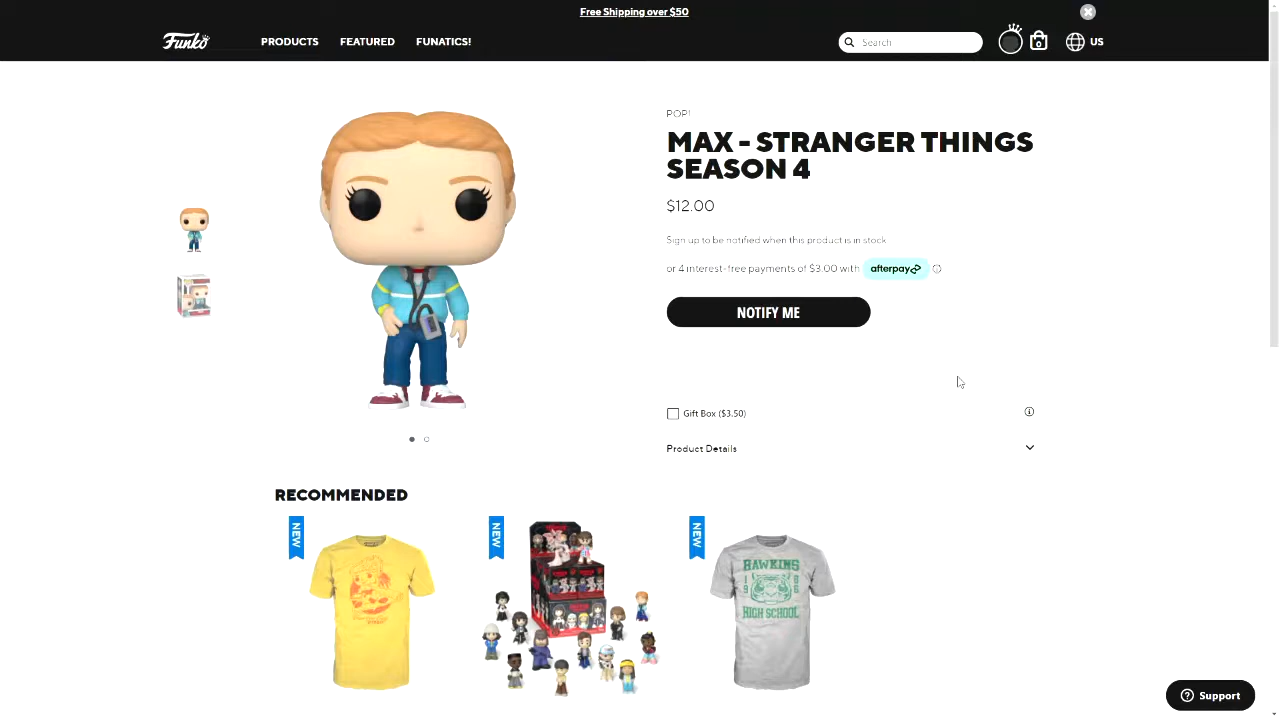 Free Shipping over $50
Funko
PRODUCTS
FEATURED
FUNATICS!
Search
0
US
POP!
MAX - STRANGER THINGS
SEASON 4
$12.00
Sign up to be notified when this product is in stock
or 4 interest-free payments of $3.00 with afterpay
NOTIFY ME
Gift Box ($3.50)
Product Details
RECOMMENDED
NEW
NEW
NEW
HAWKINS
HIGH SCHOOL
Support